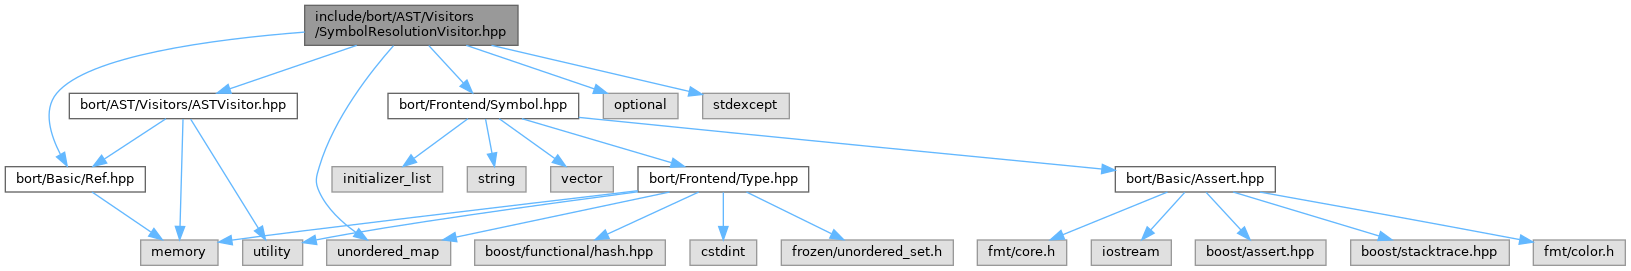 include/bort/AST/Visitors
/SymbolResolutionVisitor.hpp
bort/AST/Visitors/ASTVisitor.hpp
bort/Frontend/Symbol.hpp
optional
stdexcept
bort/Basic/Ref.hpp
initializer_list
string
vector
bort/Frontend/Type.hpp
bort/Basic/Assert.hpp
memory
utility
unordered_map
boost/functional/hash.hpp
cstdint
frozen/unordered_set.h
fmt/core.h
iostream
boost/assert.hpp
boost/stacktrace.hpp
fmt/color.h